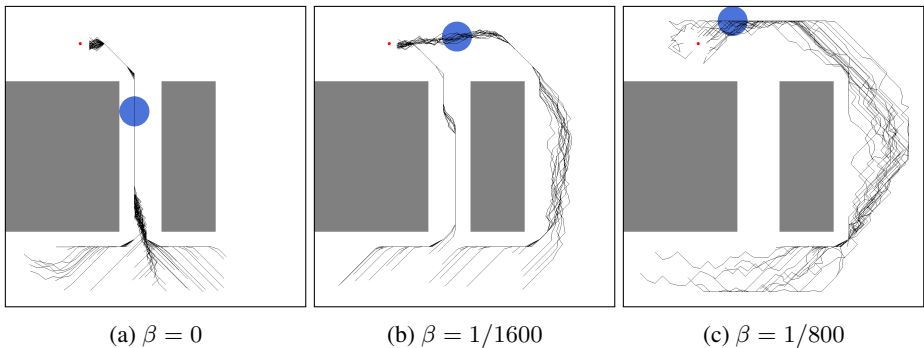 (a) β = 0
(b) β = 1/1600
(c) β = 1/800